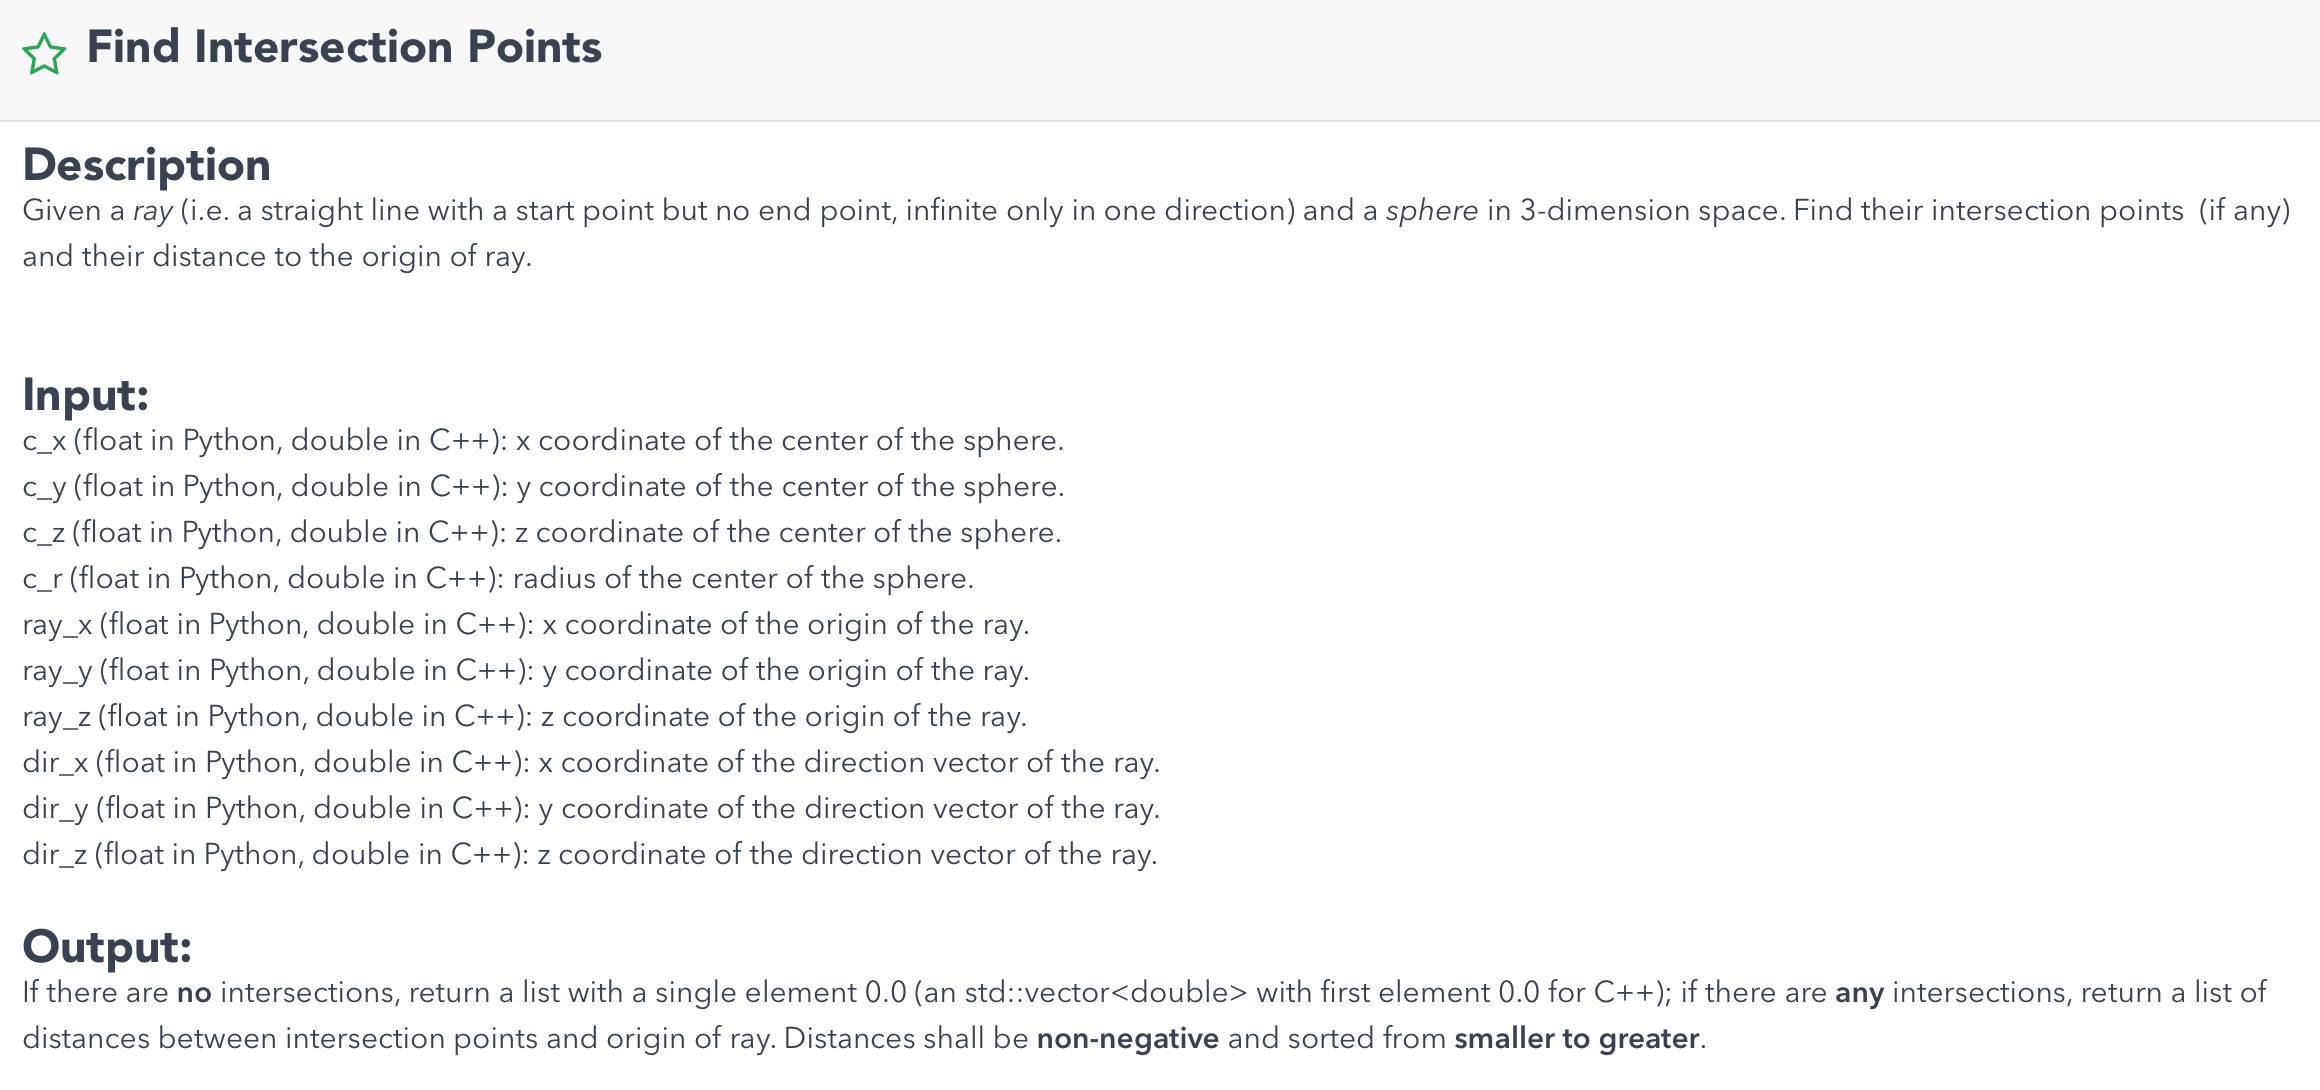 Find Intersection Points
Description
Given a ray (i.e. a straight line with a start point but no end point, infinite only in one direction) and a sphere in 3-dimension space. Find their intersection points  (if any)
and their distance to the origin of ray.
Input:
c_x (float in Python, double in C++): x coordinate of the center of the sphere.
c_y (float in Python, double in C++): y coordinate of the center of the sphere.
c_z (float in Python, double in C++): z coordinate of the center of the sphere.
c_r (float in Python, double in C++): radius of the center of the sphere.
ray_x (float in Python, double in C++): x coordinate of the origin of the ray.
ray_y (float in Python, double in C++): y coordinate of the origin of the ray.
ray_z (float in Python, double in C++): z coordinate of the origin of the ray.
dir_x (float in Python, double in C++): x coordinate of the direction vector of the ray.
dir_y (float in Python, double in C++): y coordinate of the direction vector of the ray.
dir_z (float in Python, double in C++): z coordinate of the direction vector of the ray.
Output:
If there are no intersections, return a list with a single element 0.0 (an std::vector<double> with first element 0.0 for C++); if there are any intersections, return a list of
distances between intersection points and origin of ray. Distances shall be non-negative and sorted from smaller to greater.